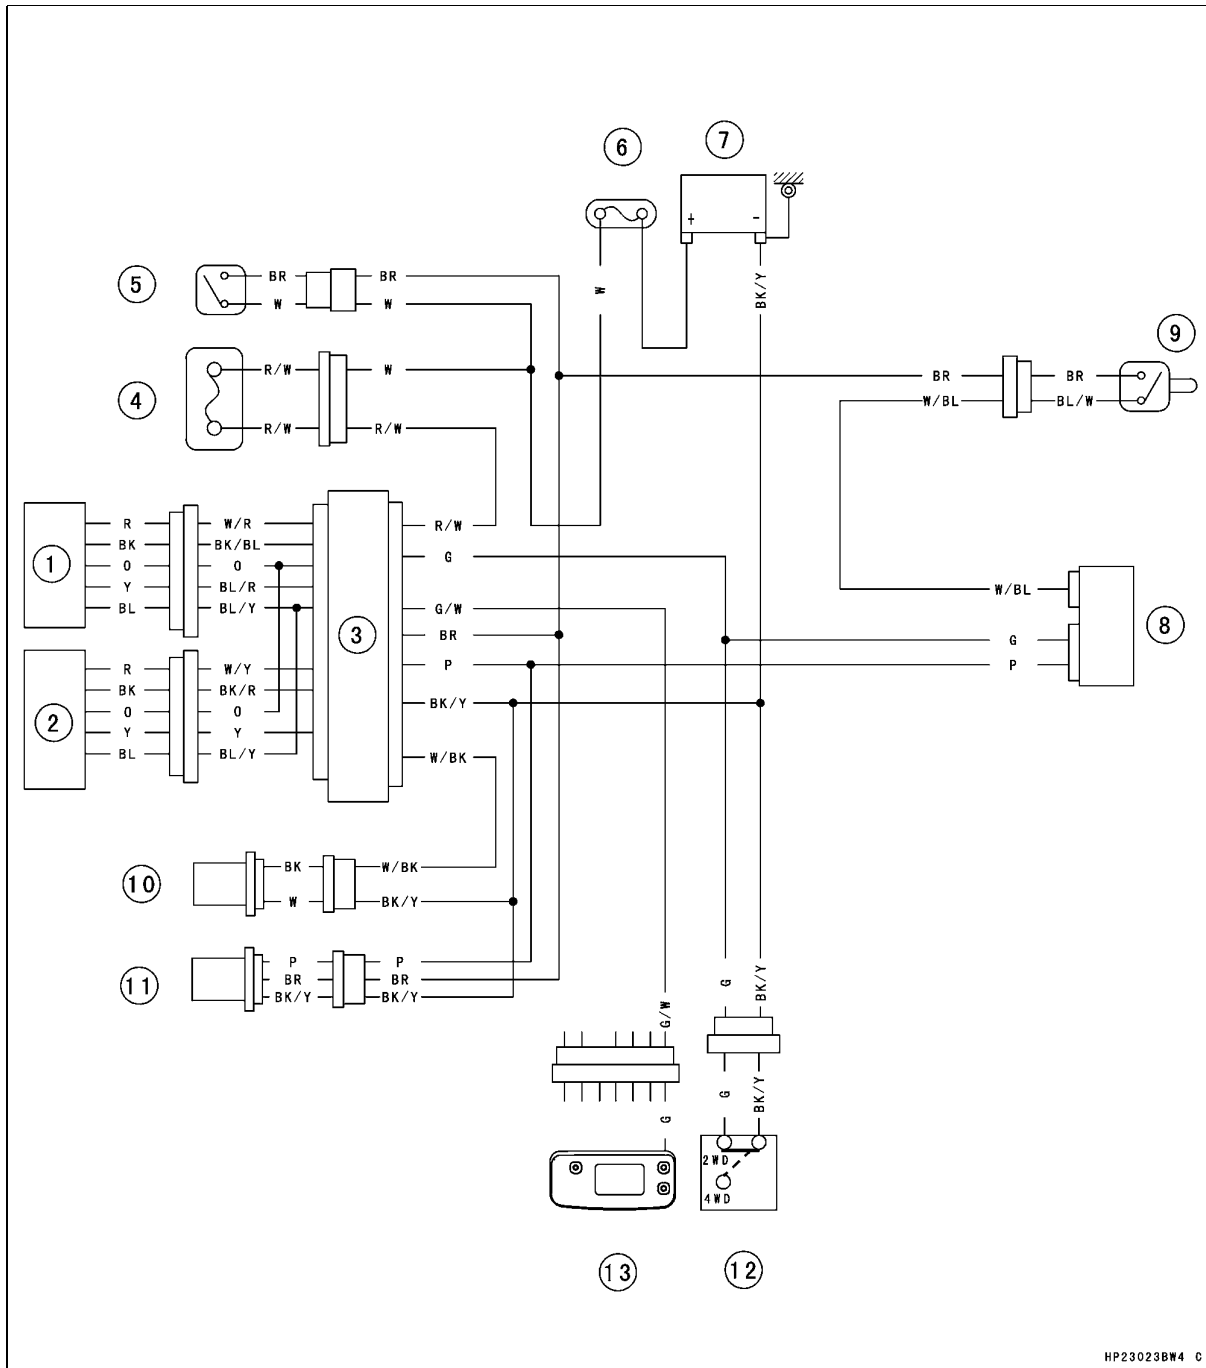 6
7
+ -
5
BR BR
W W
W
BK/Y
9
R/W W
4
BR BR
W/BL BL/W
R/W R/W
R W/R
BK BK/BL
O O
Y BL/R
BL BL/Y
1
R/W
G
G/W
BR
P
BK/Y
W/BK
3
W/BL
G
P
8
R W/Y
BK BK/R
O O
Y Y
BL BL/Y
2
BK W/BK
W BK/Y
10
P P
BR BR
BK/Y BK/Y
11
G/W
G
BK/Y
G
G
BK/Y
2WD
4WD
13
12
HP23023BW4 C